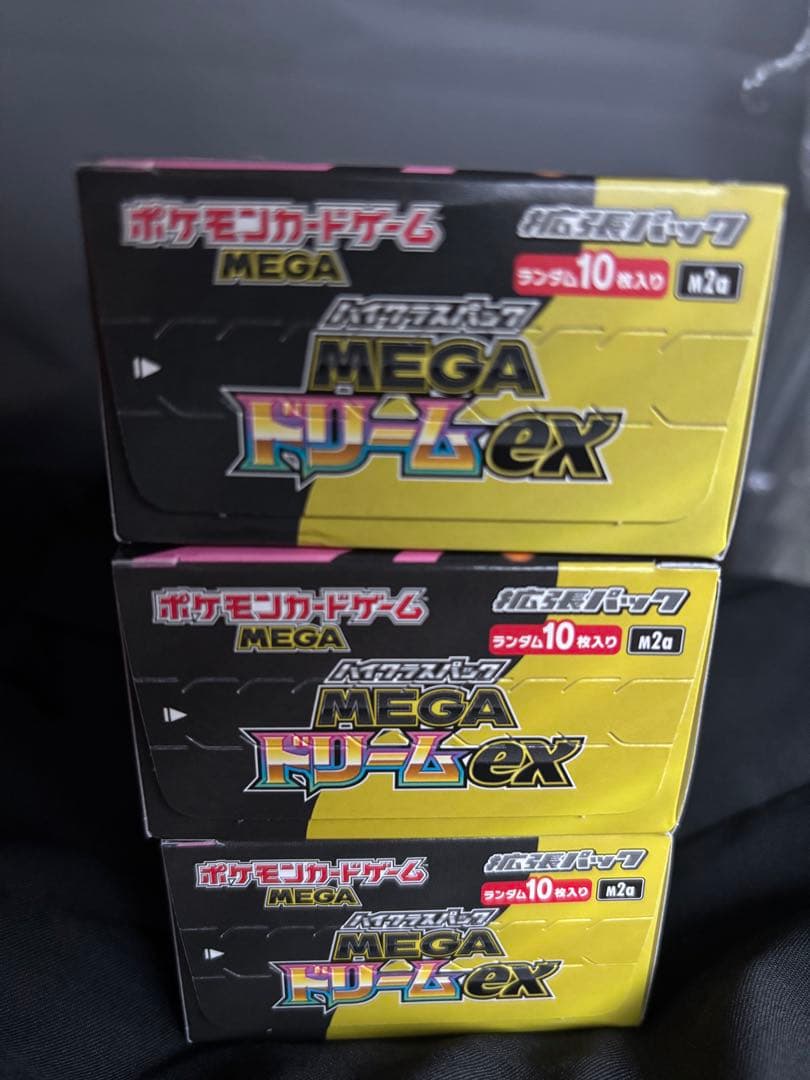 ポケモンカードゲーム
MEGA
拡張パック
ランダム10枚入り
M2a
ハイクラスパック
MEGA
ドリームex
ポケモンカードゲーム
MEGA
拡張パック
ランダム10枚入り
M2a
ハイクラスパック
MEGA
ドリームex
ポケモンカードゲーム
MEGA
拡張パック
ランダム10枚入り
M2a
ハイクラスパック
MEGA
ドリームex